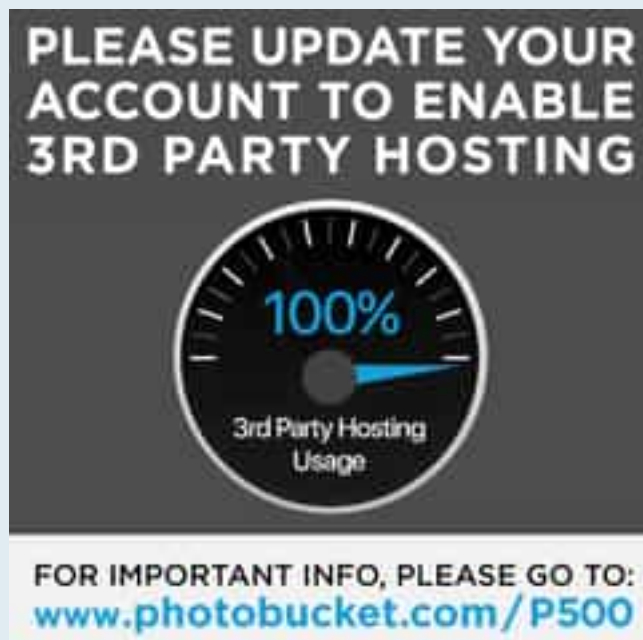 PLEASE UPDATE YOUR
ACCOUNT TO ENABLE
3RD PARTY HOSTING
100%
3rd Party Hosting
Usage
FOR IMPORTANT INFO, PLEASE GO TO:
www.photobucket.com/P500